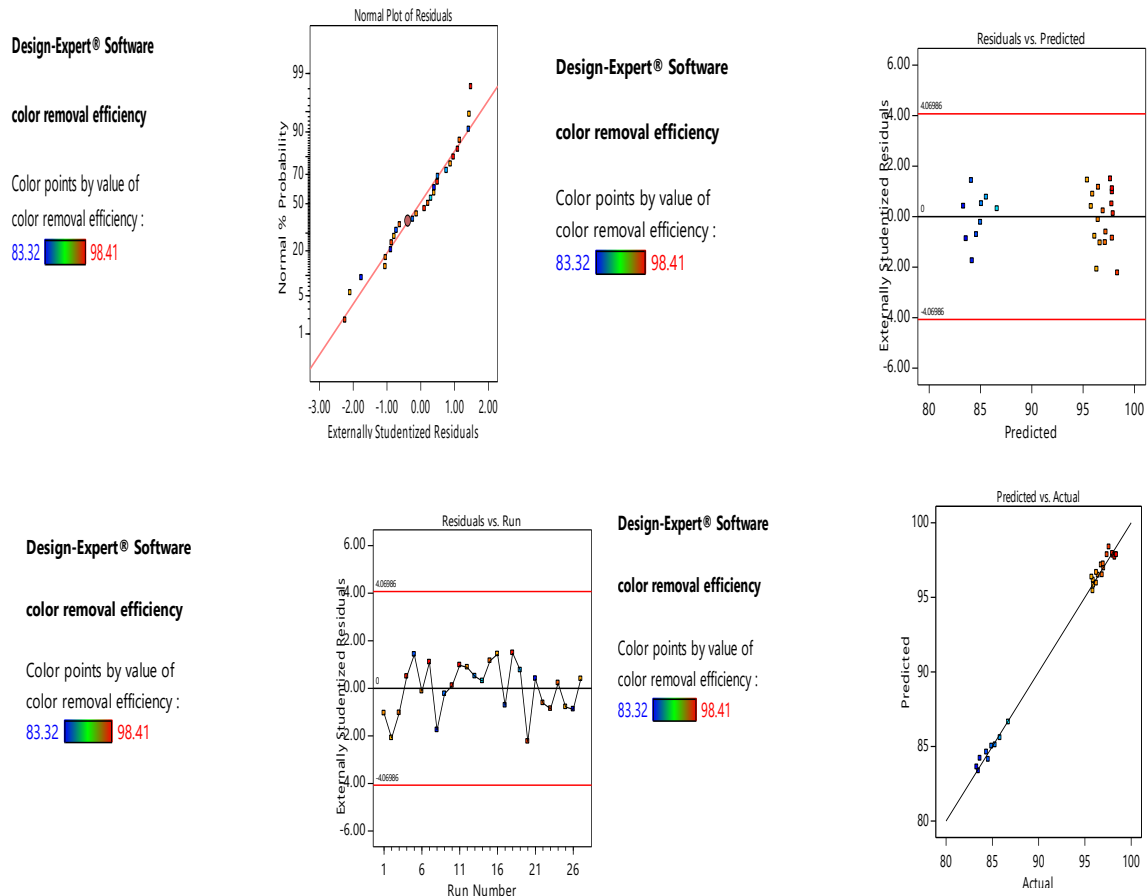 Design-Expert® Software
color removal efficiency
Color points by value of
color removal efficiency :
83.32 98.41
Normal Plot of Residuals
Normal % Probability
99
90
70
50
20
5
1
-3.00 -2.00 -1.00 0.00 1.00 2.00
Externally Studentized Residuals
Design-Expert® Software
color removal efficiency
Color points by value of
color removal efficiency :
83.32 98.41
Residuals vs. Predicted
Externally Studentized Residuals
6.00
4.06986
4.00
2.00
0
0.00
-2.00
-4.00
-4.06986
-6.00
80 85 90 95 100
Predicted
Design-Expert® Software
color removal efficiency
Color points by value of
color removal efficiency :
83.32 98.41
Residuals vs. Run
Externally Studentized Residuals
6.00
4.06986
4.00
2.00
0
0.00
-2.00
-4.00
-4.06986
-6.00
1 6 11 16 21 26
Run Number
Design-Expert® Software
color removal efficiency
Color points by value of
color removal efficiency :
83.32 98.41
Predicted vs. Actual
Predicted
100
95
90
85
80
80 85 90 95 100
Actual